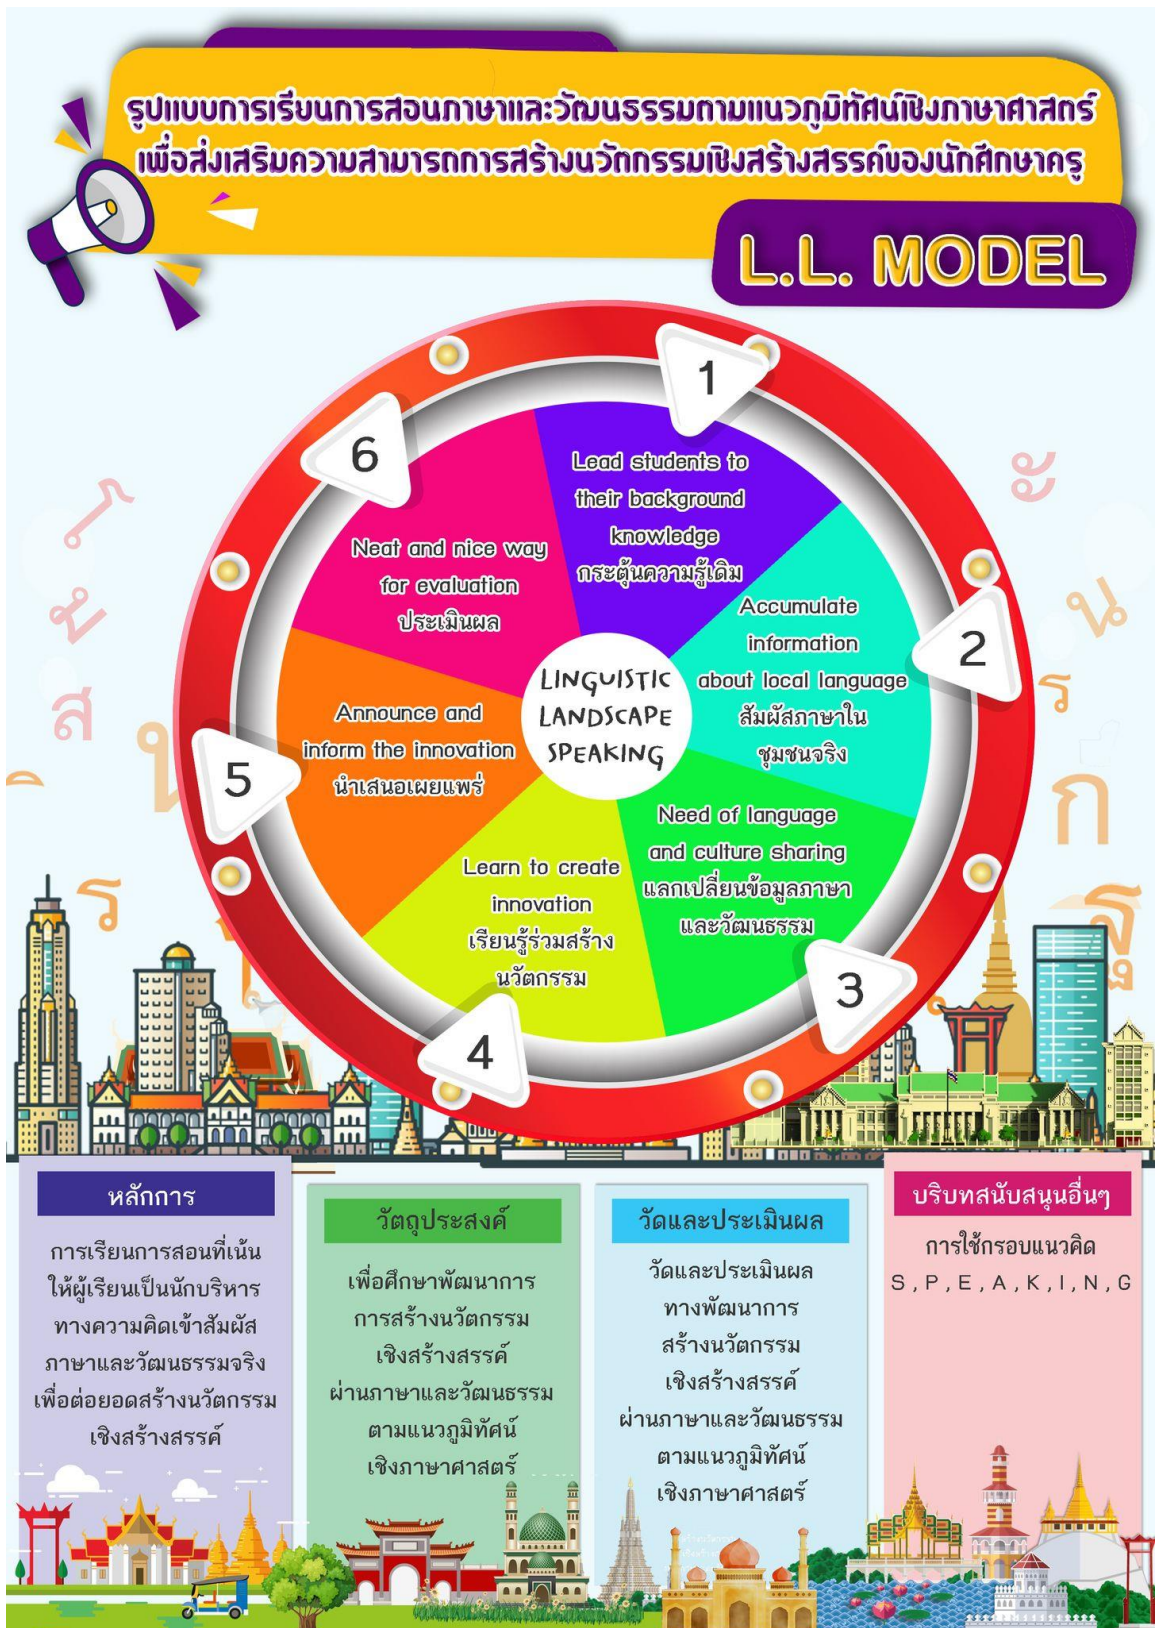 รูปแบบการเรียนการสอนภาษาและวัฒนธรรมตามแนวภูมิทัศน์เชิงภาษาศาสตร์
เพื่อส่งเสริมความสามารถการสร้างนวัตกรรมเชิงสร้างสรรค์ของนักศึกษาครู
L.L. MODEL
1
Lead students to
their background
knowledge
กระตุ้นความรู้เดิม
2
Accumulate
information
about local language
สัมผัสภาษาใน
ชุมชนจริง
3
Need of language
and culture sharing
แลกเปลี่ยนข้อมูลภาษา
และวัฒนธรรม
4
Learn to create
innovation
เรียนรู้ร่วมสร้าง
นวัตกรรม
5
Announce and
inform the innovation
นำเสนอเผยแพร่
6
Neat and nice way
for evaluation
ประเมินผล
LINGUISTIC
LANDSCAPE
SPEAKING
หลักการ
การเรียนการสอนที่เน้น
ให้ผู้เรียนเป็นนักบริหาร
ทางความคิดเข้าสัมผัส
ภาษาและวัฒนธรรมจริง
เพื่อต่อยอดสร้างนวัตกรรม
เชิงสร้างสรรค์
วัตถุประสงค์
เพื่อศึกษาพัฒนาการ
การสร้างนวัตกรรม
เชิงสร้างสรรค์
ผ่านภาษาและวัฒนธรรม
ตามแนวภูมิทัศน์
เชิงภาษาศาสตร์
วัดและประเมินผล
วัดและประเมินผล
ทางพัฒนาการ
สร้างนวัตกรรม
เชิงสร้างสรรค์
ผ่านภาษาและวัฒนธรรม
ตามแนวภูมิทัศน์
เชิงภาษาศาสตร์
บริบทสนับสนุนอื่นๆ
การใช้กรอบแนวคิด
S , P , E , A , K , I , N , G